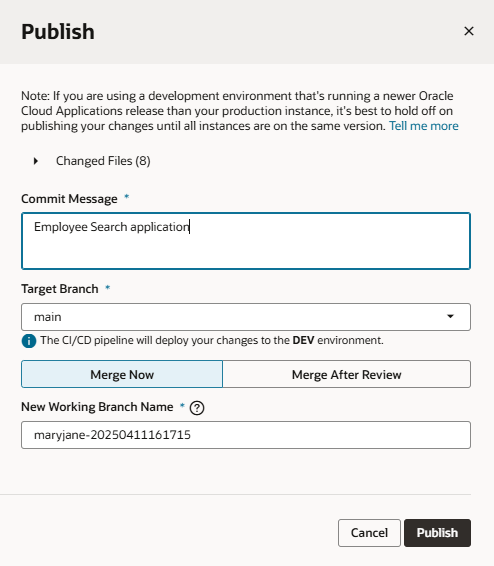 Publish
Note: If you are using a development environment that's running a newer Oracle
Cloud Applications release than your production instance, it's best to hold off on
publishing your changes until all instances are on the same version. Tell me more
Changed Files (8)
Commit Message *
Employee Search application
Target Branch *
main
The CI/CD pipeline will deploy your changes to the DEV environment.
Merge Now
Merge After Review
New Working Branch Name *
maryjane-20250411161715
Cancel
Publish